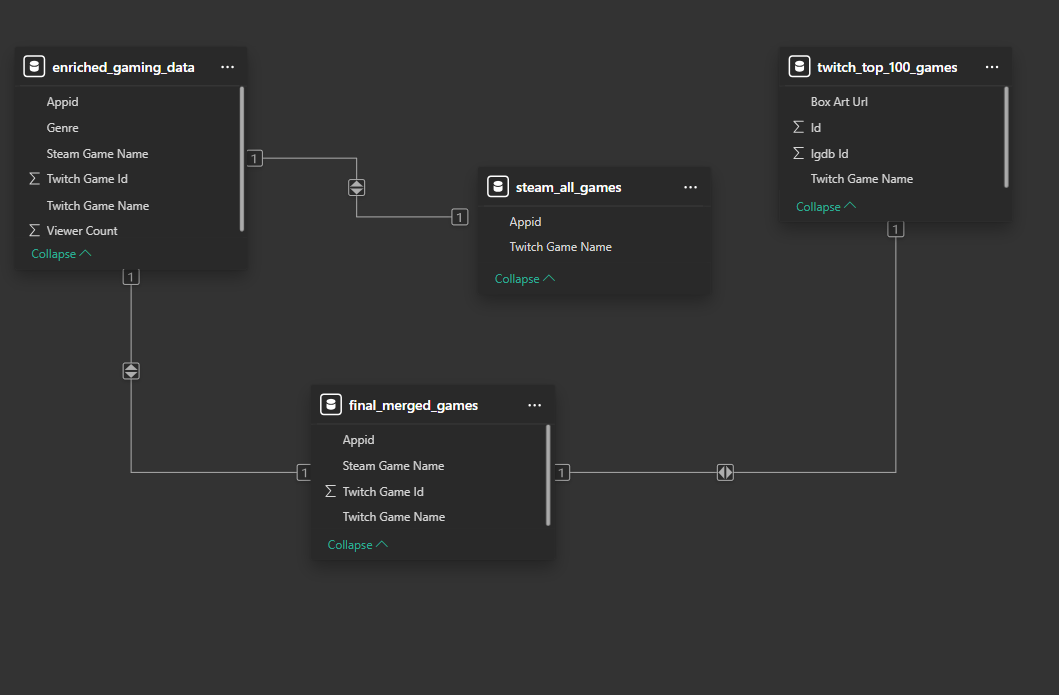 enriched_gaming_data
Appid
Genre
Steam Game Name
Twitch Game Id
Twitch Game Name
Viewer Count
Collapse
1
1
steam_all_games
Appid
Twitch Game Name
Collapse
1
twitch_top_100_games
Box Art Url
Id
Igdb Id
Twitch Game Name
Collapse
1
final_merged_games
Appid
Steam Game Name
Twitch Game Id
Twitch Game Name
Collapse
1
1